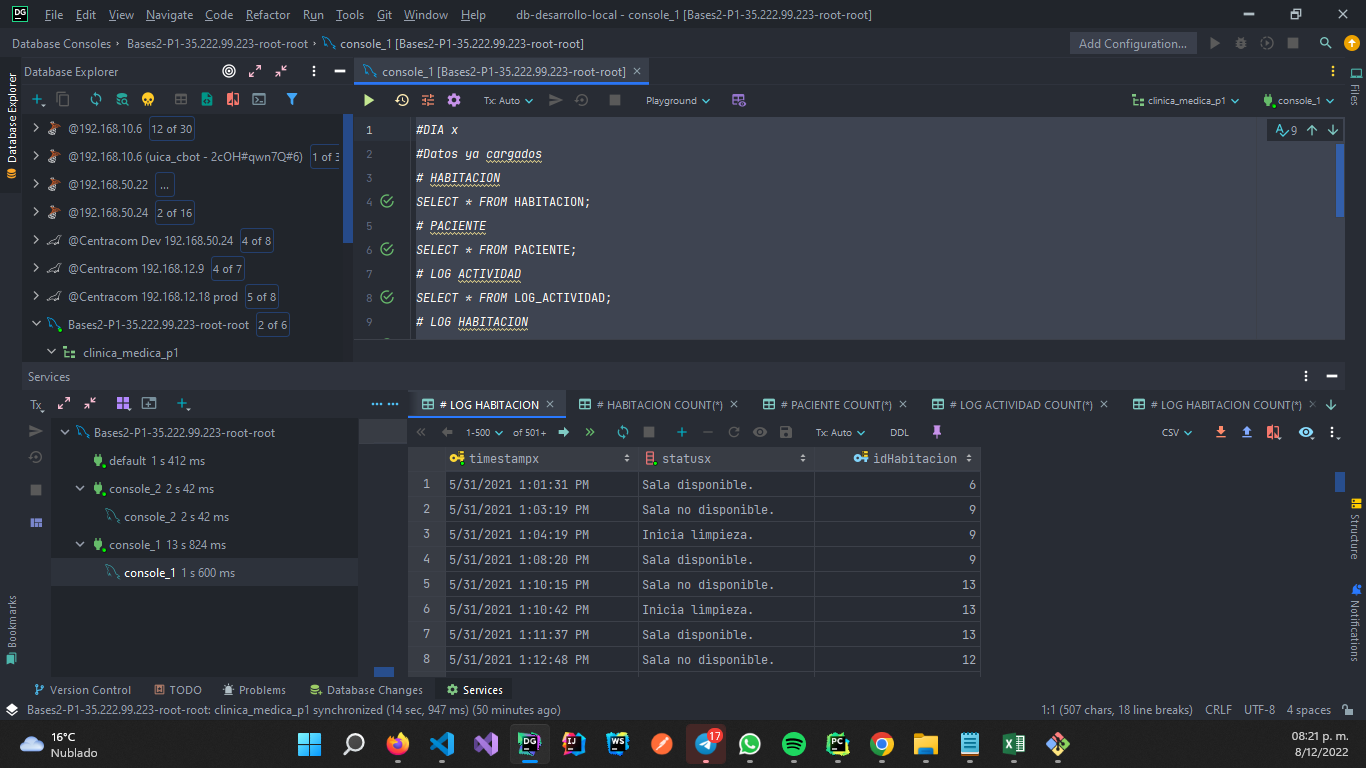 DG File Edit View Navigate Code Refactor Run Tools Git Window Help db-desarrollo-local - console_1 [Bases2-P1-35.222.99.223-root-root]
Database Consoles Bases2-P1-35.222.99.223-root-root console_1 [Bases2-P1-35.222.99.223-root-root] Add Configuration...
Database Explorer
Database Explorer
console_1 [Bases2-P1-35.222.99.223-root-root]
Files
Tx: Auto Playground clinica_medica_p1 console_1
@192.168.10.6 12 of 30
@192.168.10.6 (uica_cbot - 2cOH#qwn7Q#6) 1 of 3
@192.168.50.22 ...
@192.168.50.24 2 of 16
@Centracom Dev 192.168.50.24 4 of 8
@Centracom 192.168.12.9 4 of 7
@Centracom 192.168.12.18 prod 5 of 8
Bases2-P1-35.222.99.223-root-root 2 of 6
clinica_medica_p1
1 #DIA x
9
2 #Datos ya cargados
3 # HABITACION
4 SELECT * FROM HABITACION;
5 # PACIENTE
6 SELECT * FROM PACIENTE;
7 # LOG ACTIVIDAD
8 SELECT * FROM LOG_ACTIVIDAD;
9 # LOG HABITACION
Services
Tx
Bases2-P1-35.222.99.223-root-root
default 1 s 412 ms
console_2 2 s 42 ms
console_2 2 s 42 ms
console_1 13 s 824 ms
console_1 1 s 600 ms
# LOG HABITACION # HABITACION COUNT(*) # PACIENTE COUNT(*) # LOG ACTIVIDAD COUNT(*) # LOG HABITACION COUNT(*)
1-500 of 501+ Tx: Auto DDL CSV
timestampx statusx idHabitacion
1 5/31/2021 1:01:31 PM Sala disponible. 6
2 5/31/2021 1:03:19 PM Sala no disponible. 9
3 5/31/2021 1:04:19 PM Inicia limpieza. 9
4 5/31/2021 1:08:20 PM Sala disponible. 9
5 5/31/2021 1:10:15 PM Sala no disponible. 13
6 5/31/2021 1:10:42 PM Inicia limpieza. 13
7 5/31/2021 1:11:37 PM Sala disponible. 13
8 5/31/2021 1:12:48 PM Sala no disponible. 12
Structure
Notifications
Bookmarks
Version Control TODO Problems Database Changes Services
Bases2-P1-35.222.99.223-root-root: clinica_medica_p1 synchronized (14 sec, 947 ms) (50 minutes ago) 1:1 (507 chars, 18 line breaks) CRLF UTF-8 4 spaces
16°C
Nublado
DG IJ WS 17 PC
08:21 p. m.
8/12/2022